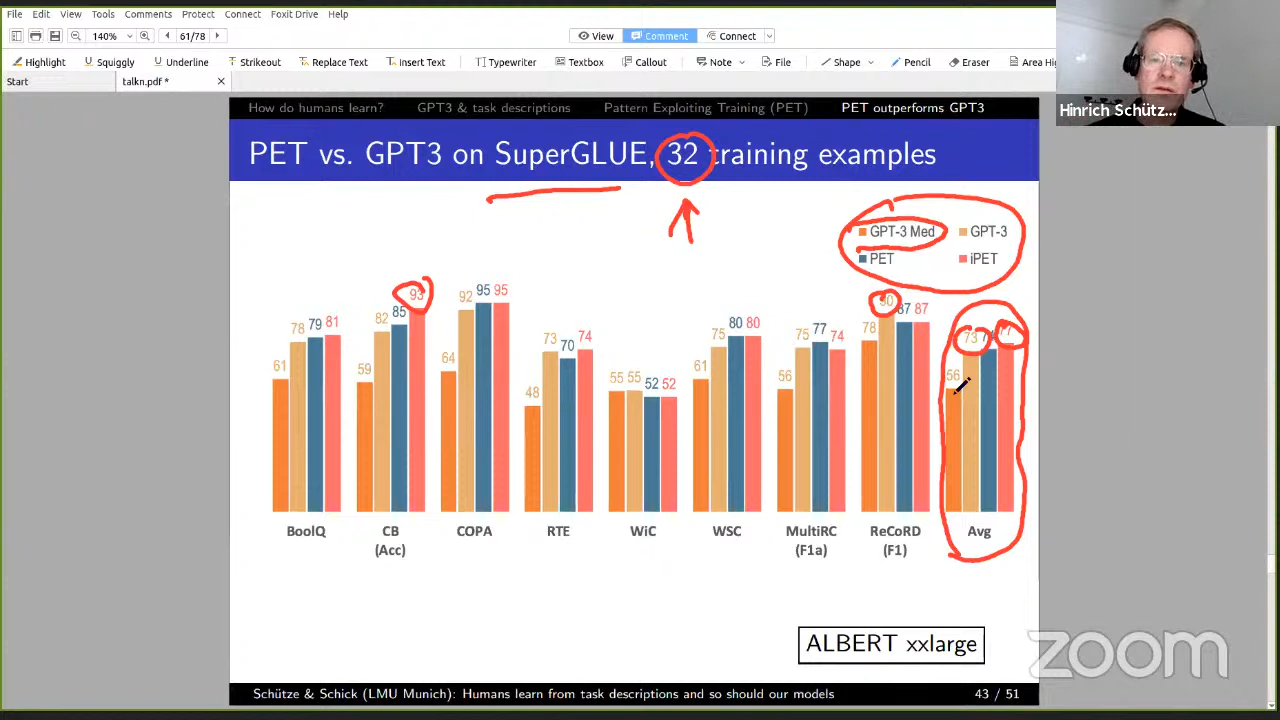 File Edit View Tools Comments Protect Connect Foxit Drive Help
140% 61/78 View Comment Connect
Highlight Squiggly Underline Strikeout Replace Text Insert Text Typewriter Textbox Callout Note File Shape Pencil Eraser Area
Start talkn.pdf *
Hinrich Schütz...
How do humans learn? GPT3 & task descriptions Pattern Exploiting Training (PET) PET outperforms GPT3
PET vs. GPT3 on SuperGLUE, 32 training examples
GPT-3 Med GPT-3
PET iPET
61 78 79 81
59 82 85 93
64 92 95 95
48 73 70 74
55 55 52 52
61 75 80 80
56 75 77 74
78 90 87 87
56 73
BoolQ CB COPA RTE WiC WSC MultiRC ReCoRD Avg
(Acc) (F1a) (F1)
ALBERT xxlarge
zoom
Schütze & Schick (LMU Munich): Humans learn from task descriptions and so should our models 43 / 51